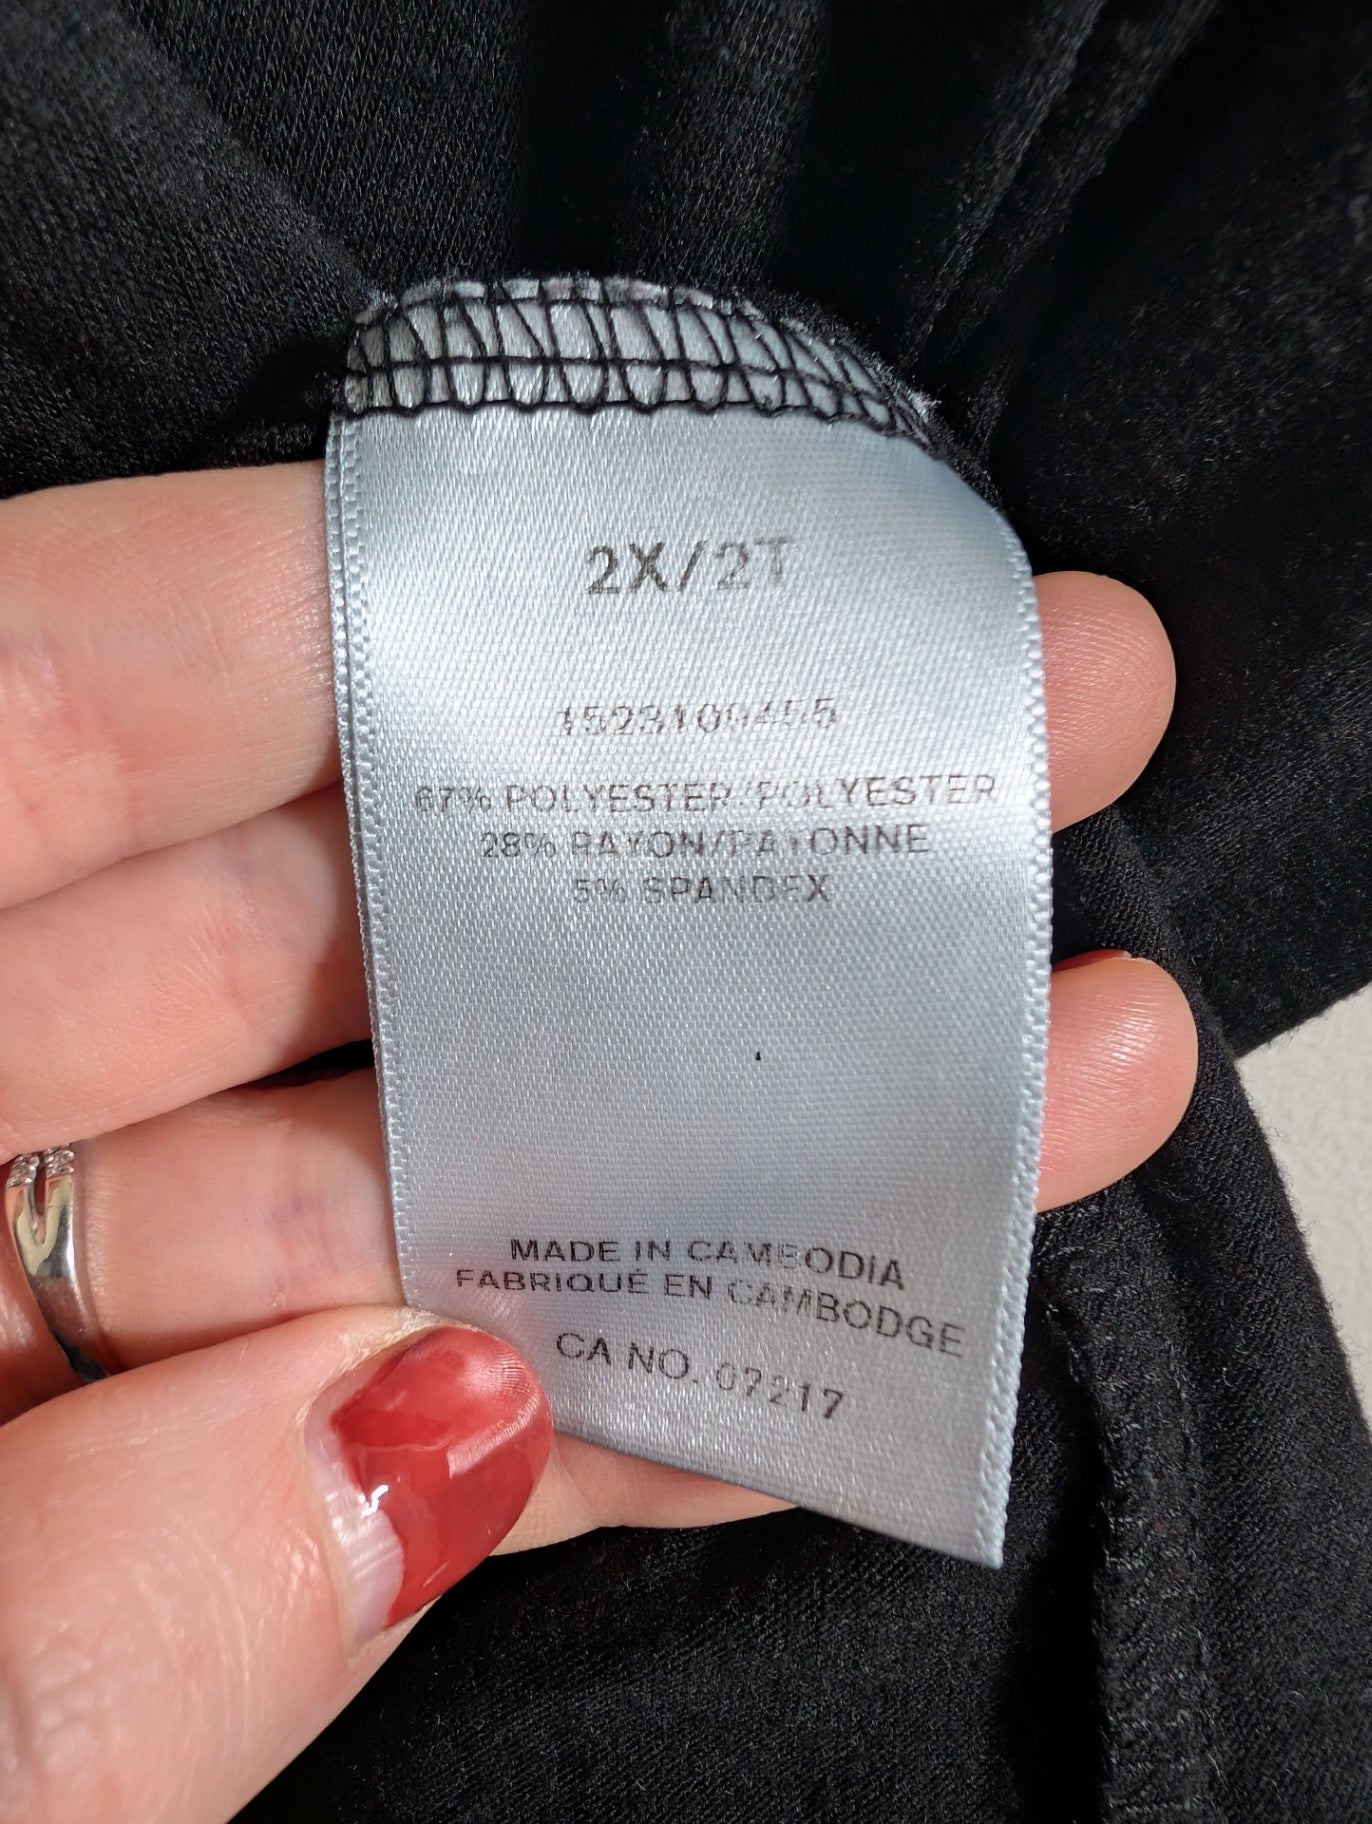 2X/2T
1523100455
67% POLYESTER/POLYESTER
28% RAYON/RAYONNE
5% SPANDEX
MADE IN CAMBODIA
FABRIQUÉ EN CAMBODGE
CA NO. 07217